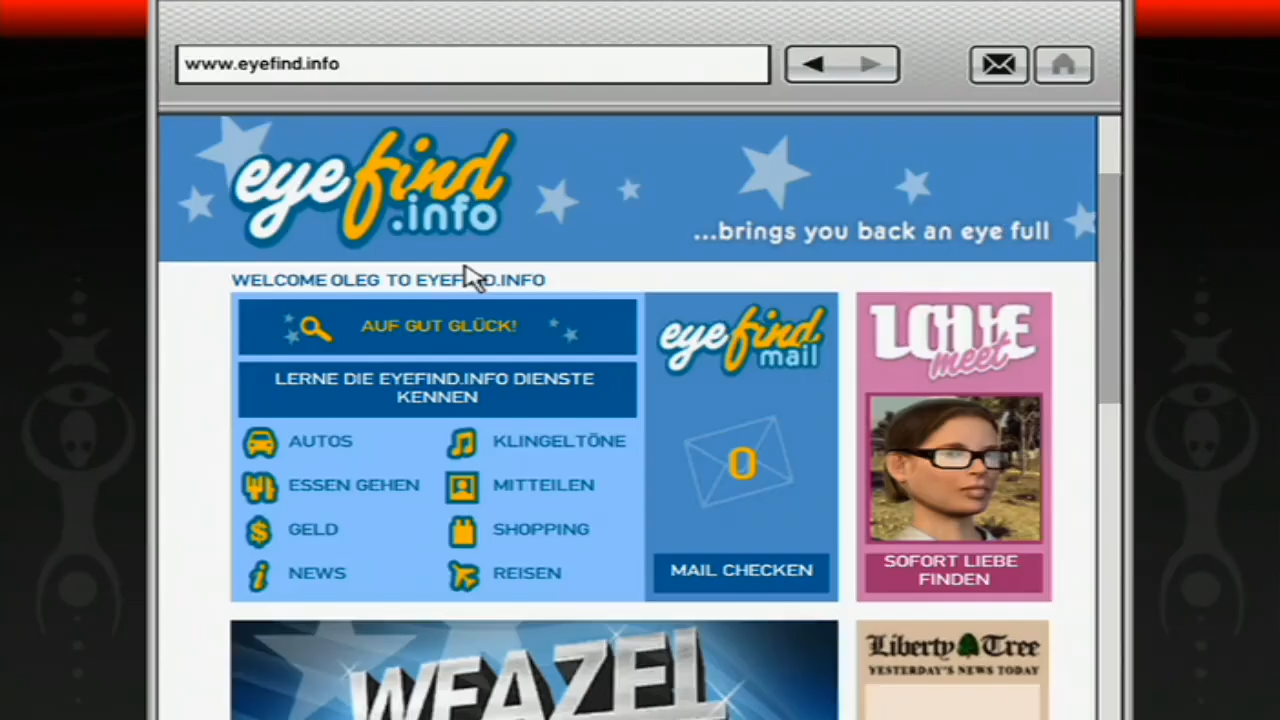 www.eyefind.info
eyefind
.info
...brings you back an eye full
WELCOME OLEG TO EYEFIND.INFO
AUF GUT GLÜCK!
LERNE DIE EYEFIND.INFO DIENSTE
KENNEN
AUTOS
KLINGELTÖNE
ESSEN GEHEN
MITTEILEN
GELD
SHOPPING
NEWS
REISEN
eyefind
mail
0
MAIL CHECKEN
LOVE
meet
SOFORT LIEBE
FINDEN
WEAZEL
Liberty Tree
YESTERDAY'S NEWS TODAY